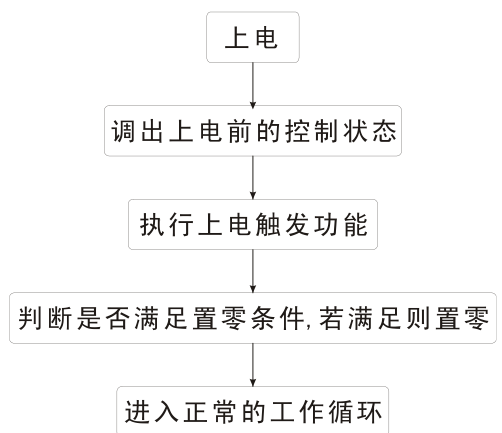 上电
调出上电前的控制状态
执行上电触发功能
判断是否满足置零条件,若满足则置零
进入正常的工作循环